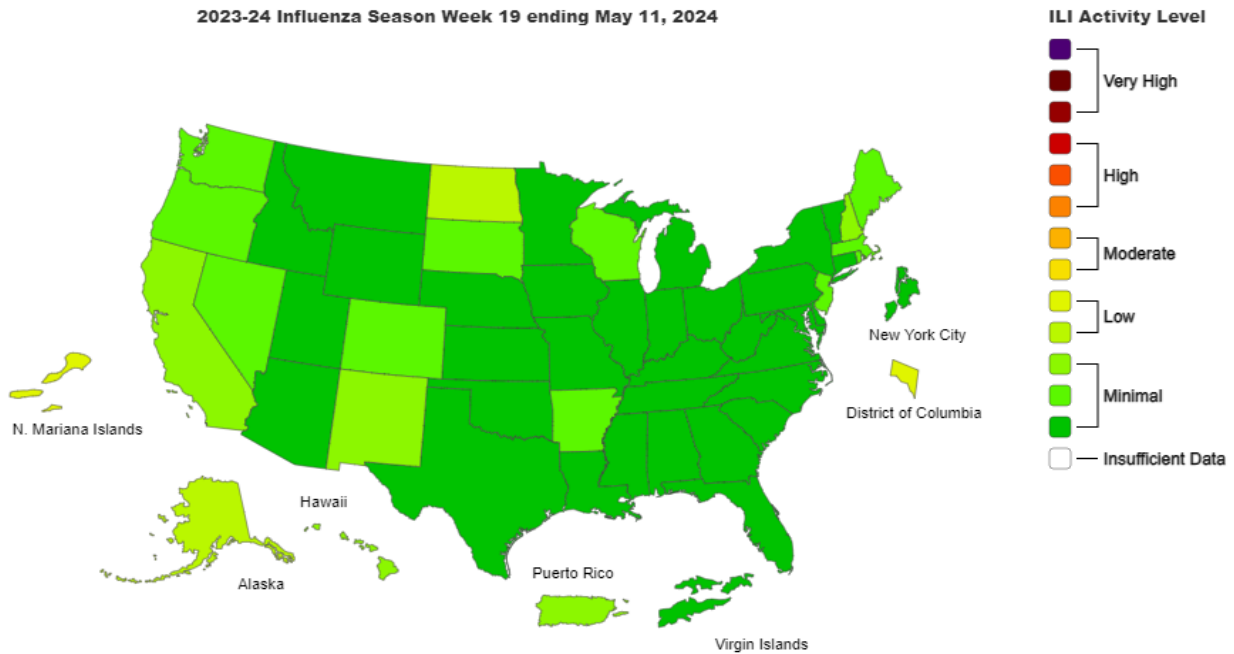 2023-24 Influenza Season Week 19 ending May 11, 2024
ILI Activity Level
Very High
High
Moderate
Low
Minimal
Insufficient Data
New York City
District of Columbia
N. Mariana Islands
Hawaii
Alaska
Puerto Rico
Virgin Islands